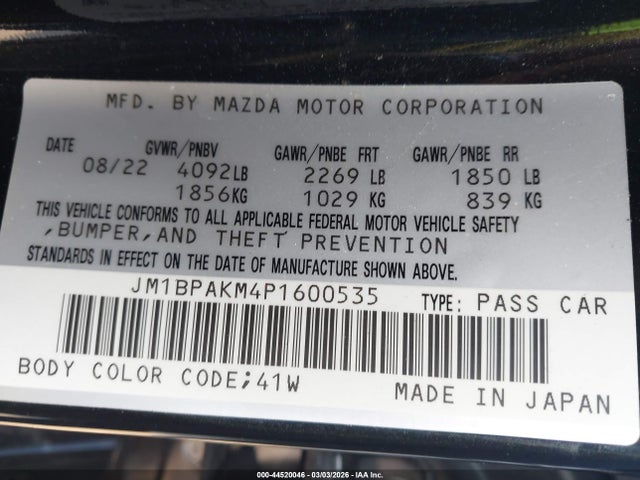 MFD. BY MAZDA MOTOR CORPORATION
DATE GVWR/PNBV GAWR/PNBE FRT GAWR/PNBE RR
08/22 4092LB 2269 LB 1850 LB
1856KG 1029 KG 839 KG
THIS VEHICLE CONFORMS TO ALL APPLICABLE FEDERAL MOTOR VEHICLE SAFETY
,BUMPER,AND THEFT PREVENTION
STANDARDS IN EFFECT ON THE DATE OF MANUFACTURE SHOWN ABOVE.
JM1BPAKM4P1600535 TYPE: PASS CAR
BODY COLOR CODE;41W MADE IN JAPAN
000-44520046 | 03/03/2026 | IAA Inc.